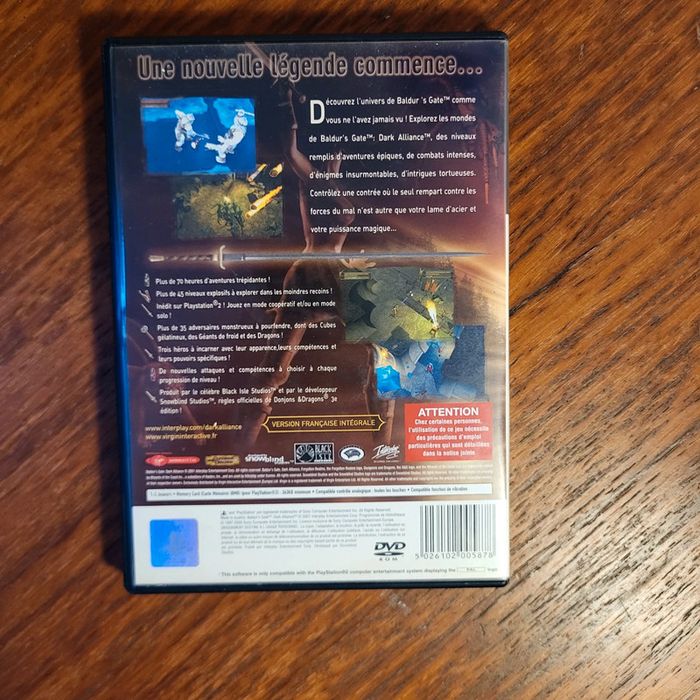 Une nouvelle légende commence...
Découvrez l'univers de Baldur 's Gate™ comme
vous ne l'avez jamais vu ! Explorez les mondes
de Baldur's Gate™: Dark Alliance™, des niveaux
remplis d'aventures épiques, de combats intenses,
d'énigmes insurmontables, d'intrigues tortueuses.
Contrôlez une contrée où le seul rempart contre les
forces du mal n'est autre que votre lame d'acier et
votre puissance magique...
Plus de 70 heures d'aventures trépidantes !
Plus de 45 niveaux explosifs à explorer dans les moindres recoins !
Inédit sur Playstation®2 ! Jouez en mode coopératif et/ou en mode
solo !
Plus de 35 adversaires monstrueux à pourfendre, dont des Cubes
gélatineux, des Géants de froid et des Dragons !
Trois héros à incarner avec leur apparence,leurs compétences et
leurs pouvoirs spécifiques !
De nouvelles attaques et compétences à choisir à chaque
progression de niveau !
Produit par le célèbre Black Isle Studios™ et par le développeur
Snowblind Studios™, règles officielles de Donjons &Dragons® 3e
édition !
www.interplay.com/darkalliance
www.virgininteractive.fr
VERSION FRANÇAISE INTÉGRALE
ATTENTION
Chez certaines personnes,
l'utilisation de ce jeu nécessite
des précautions d'emploi
particulières qui sont détaillées
dans la notice jointe
snowblind
BLACK ISLE
Interplay
DVD
ROM
5 026102 005878
This software is only compatible with the PlayStation®2 computer entertainment system displaying the PAL logo